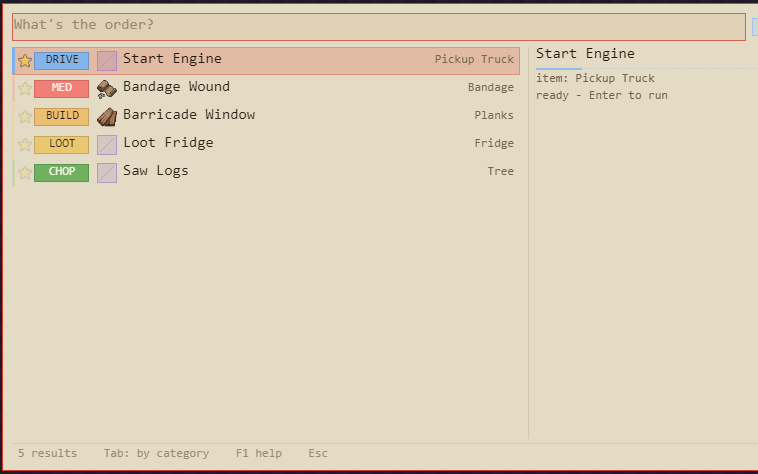 What's the order?
DRIVE Start Engine Pickup Truck
MED Bandage Wound Bandage
BUILD Barricade Window Planks
LOOT Loot Fridge Fridge
CHOP Saw Logs Tree
Start Engine
item: Pickup Truck
ready - Enter to run
5 results Tab: by category F1 help Esc